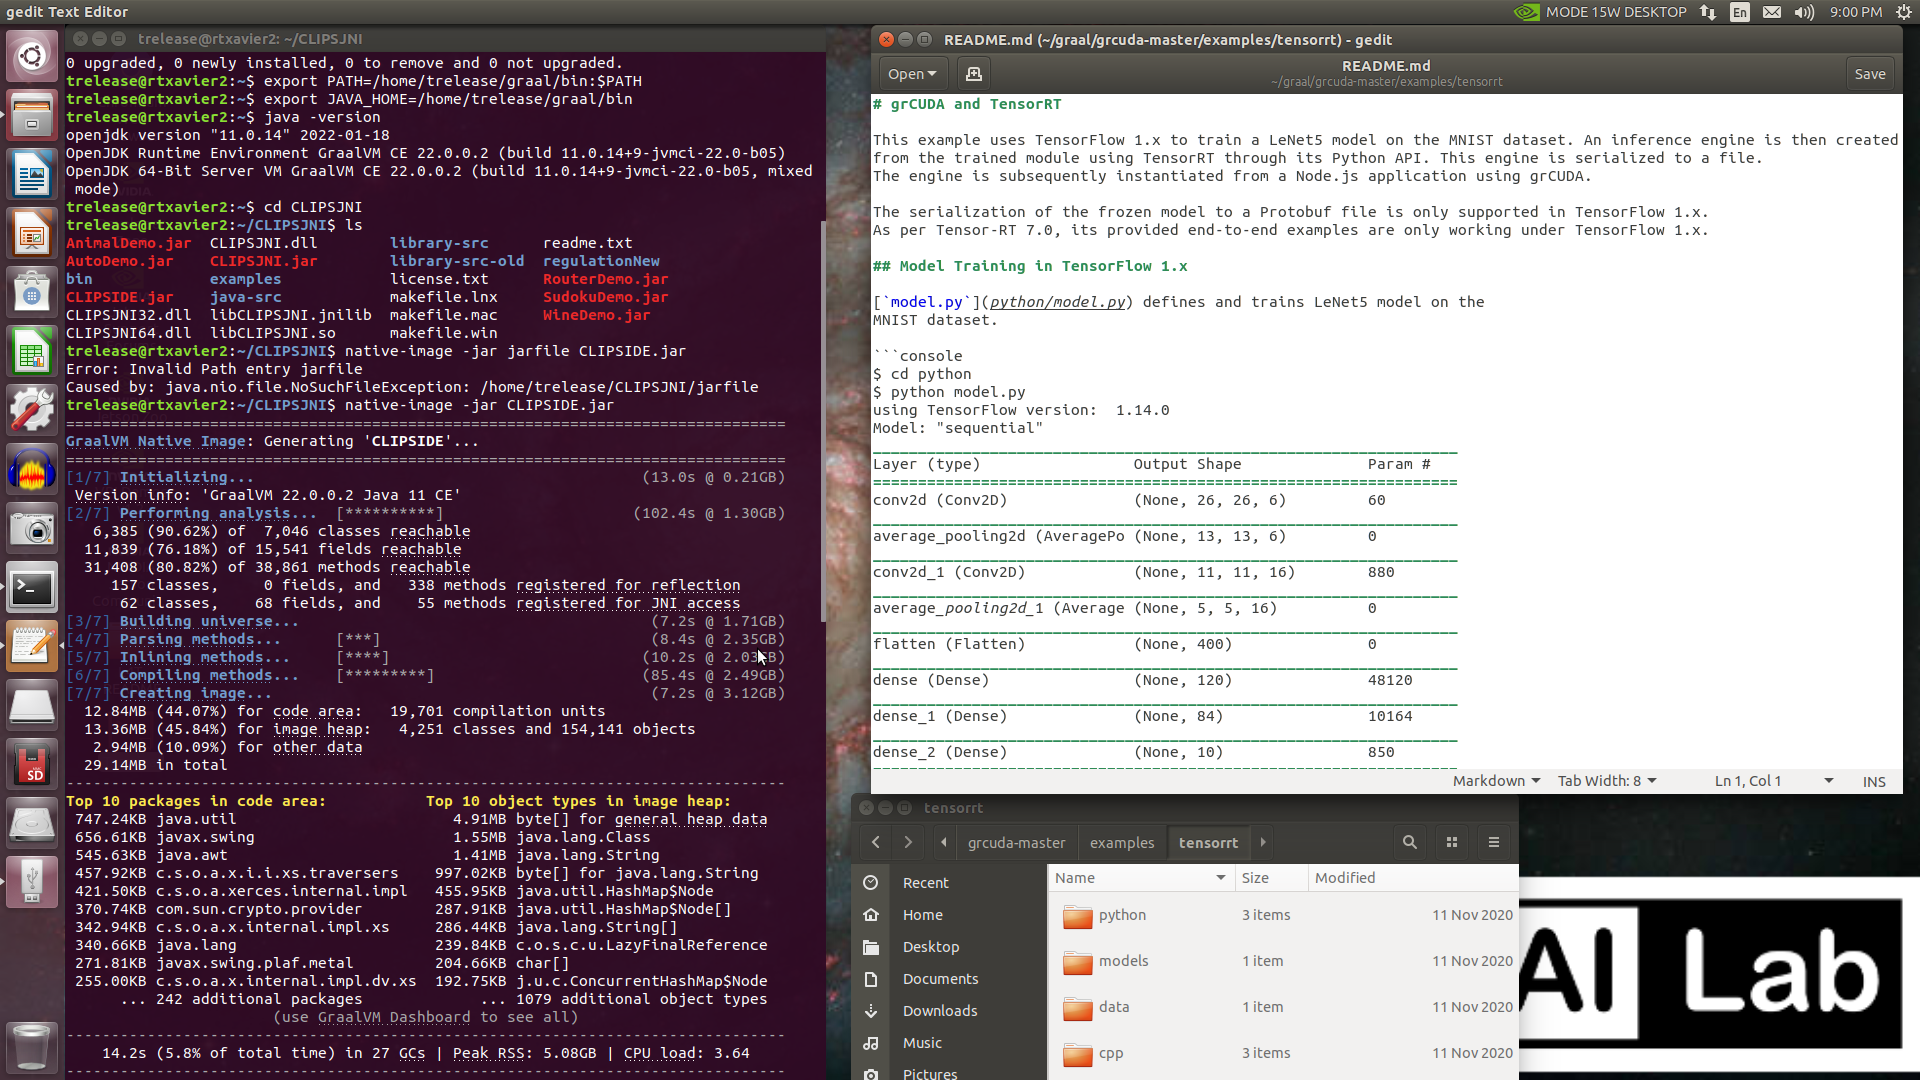 gedit Text Editor
MODE 15W DESKTOP
En
9:00 PM
trelease@rtxavier2: ~/CLIPSJNI
0 upgraded, 0 newly installed, 0 to remove and 0 not upgraded.
trelease@rtxavier2:~$ export PATH=/home/trelease/graal/bin:$PATH
trelease@rtxavier2:~$ export JAVA_HOME=/home/trelease/graal/bin
trelease@rtxavier2:~$ java -version
openjdk version "11.0.14" 2022-01-18
OpenJDK Runtime Environment GraalVM CE 22.0.0.2 (build 11.0.14+9-jvmci-22.0-b05)
OpenJDK 64-Bit Server VM GraalVM CE 22.0.0.2 (build 11.0.14+9-jvmci-22.0-b05, mixed
mode)
trelease@rtxavier2:~$ cd CLIPSJNI
trelease@rtxavier2:~/CLIPSJNI$ ls
AnimalDemo.jar CLIPSJNI.dll library-src readme.txt
AutoDemo.jar CLIPSJNI.jar library-src-old regulationNew
bin examples license.txt RouterDemo.jar
CLIPSIDE.jar java-src makefile.lnx SudokuDemo.jar
CLIPSJNI32.dll libCLIPSJNI.jnilib makefile.mac WineDemo.jar
CLIPSJNI64.dll libCLIPSJNI.so makefile.win
trelease@rtxavier2:~/CLIPSJNI$ native-image -jar jarfile CLIPSIDE.jar
Error: Invalid Path entry jarfile
Caused by: java.nio.file.NoSuchFileException: /home/trelease/CLIPSJNI/jarfile
trelease@rtxavier2:~/CLIPSJNI$ native-image -jar CLIPSIDE.jar
================================================================================
GraalVM Native Image: Generating 'CLIPSIDE'...
================================================================================
[1/7] Initializing... (13.0s @ 0.21GB)
Version info: 'GraalVM 22.0.0.2 Java 11 CE'
[2/7] Performing analysis... [**********] (102.4s @ 1.30GB)
6,385 (90.62%) of 7,046 classes reachable
11,839 (76.18%) of 15,541 fields reachable
31,408 (80.82%) of 38,861 methods reachable
157 classes, 0 fields, and 338 methods registered for reflection
62 classes, 68 fields, and 55 methods registered for JNI access
[3/7] Building universe... (7.2s @ 1.71GB)
[4/7] Parsing methods... [***] (8.4s @ 2.35GB)
[5/7] Inlining methods... [****] (10.2s @ 2.03GB)
[6/7] Compiling methods... [*********] (85.4s @ 2.49GB)
[7/7] Creating image... (7.2s @ 3.12GB)
12.84MB (44.07%) for code area: 19,701 compilation units
13.36MB (45.84%) for image heap: 4,251 classes and 154,141 objects
2.94MB (10.09%) for other data
29.14MB in total
--------------------------------------------------------------------------------
Top 10 packages in code area: Top 10 object types in image heap:
747.24KB java.util 4.91MB byte[] for general heap data
656.61KB javax.swing 1.55MB java.lang.Class
545.63KB java.awt 1.41MB java.lang.String
457.92KB c.s.o.a.x.i.i.xs.traversers 997.02KB byte[] for java.lang.String
421.50KB c.s.o.a.xerces.internal.impl 455.95KB java.util.HashMap$Node
370.74KB com.sun.crypto.provider 287.91KB java.util.HashMap$Node[]
342.94KB c.s.o.a.x.internal.impl.xs 286.44KB java.lang.String[]
340.66KB java.lang 239.84KB c.o.s.c.u.LazyFinalReference
271.81KB javax.swing.plaf.metal 204.66KB char[]
255.00KB c.s.o.a.x.internal.impl.dv.xs 192.75KB j.u.c.ConcurrentHashMap$Node
... 242 additional packages ... 1079 additional object types
(use GraalVM Dashboard to see all)
--------------------------------------------------------------------------------
14.2s (5.8% of total time) in 27 GCs | Peak RSS: 5.08GB | CPU load: 3.64
--------------------------------------------------------------------------------
README.md (~/graal/grcuda-master/examples/tensorrt) - gedit
Open
README.md
~/graal/grcuda-master/examples/tensorrt
Save
# grCUDA and TensorRT
This example uses TensorFlow 1.x to train a LeNet5 model on the MNIST dataset. An inference engine is then created
from the trained module using TensorRT through its Python API. This engine is serialized to a file.
The engine is subsequently instantiated from a Node.js application using grCUDA.
The serialization of the frozen model to a Protobuf file is only supported in TensorFlow 1.x.
As per Tensor-RT 7.0, its provided end-to-end examples are only working under TensorFlow 1.x.
## Model Training in TensorFlow 1.x
[`model.py`](python/model.py) defines and trains LeNet5 model on the
MNIST dataset.
```console
$ cd python
$ python model.py
using TensorFlow version: 1.14.0
Model: "sequential"
_________________________________________________________________
Layer (type) Output Shape Param #
=================================================================
conv2d (Conv2D) (None, 26, 26, 6) 60
_________________________________________________________________
average_pooling2d (AveragePo (None, 13, 13, 6) 0
_________________________________________________________________
conv2d_1 (Conv2D) (None, 11, 11, 16) 880
_________________________________________________________________
average_pooling2d_1 (Average (None, 5, 5, 16) 0
_________________________________________________________________
flatten (Flatten) (None, 400) 0
_________________________________________________________________
dense (Dense) (None, 120) 48120
_________________________________________________________________
dense_1 (Dense) (None, 84) 10164
_________________________________________________________________
dense_2 (Dense) (None, 10) 850
Markdown Tab Width: 8 Ln 1, Col 1 INS
tensorrt
grcuda-master examples tensorrt
Recent
Home
Desktop
Documents
Downloads
Music
Pictures
Name Size Modified
python 3 items 11 Nov 2020
models 1 item 11 Nov 2020
data 1 item 11 Nov 2020
cpp 3 items 11 Nov 2020
AI Lab
SD